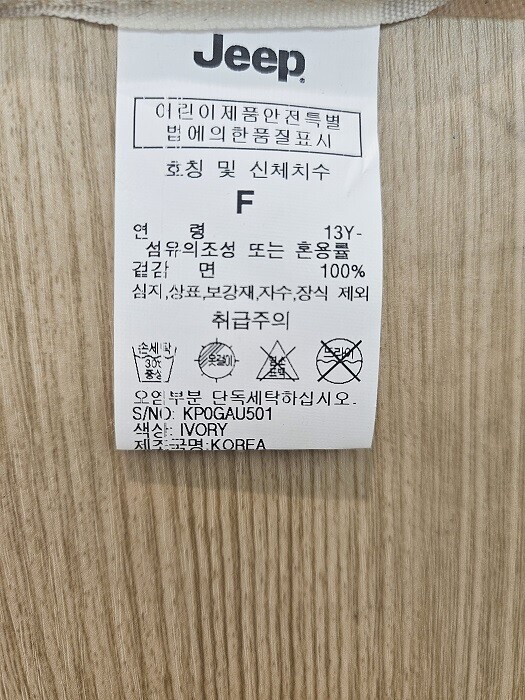 Jeep
어린이제품안전특별
법에의한품질표시
호칭 및 신체치수
F
연 령 13Y-
섬유의조성 또는 혼용률
겉감 면 100%
심지,상표,보강재,자수,장식 제외
취급주의
손세탁 30℃ 중성
옷걸이
염소 표백
드라이
오염부분 단독세탁하십시오.
S/NO: KP0GAU501
색상: IVORY
제조국명:KOREA